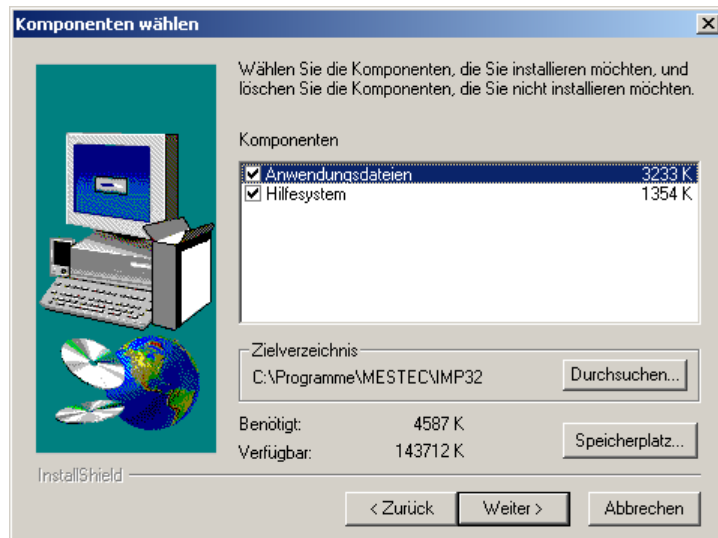 Komponenten wählen
Wählen Sie die Komponenten, die Sie installieren möchten, und
löschen Sie die Komponenten, die Sie nicht installieren möchten.
Komponenten
Anwendungsdateien 3233 K
Hilfesystem 1354 K
Zielverzeichnis
C:\Programme\MESTEC\IMP32 Durchsuchen...
Benötigt: 4587 K
Verfügbar: 143712 K
Speicherplatz...
InstallShield
< Zurück Weiter > Abbrechen